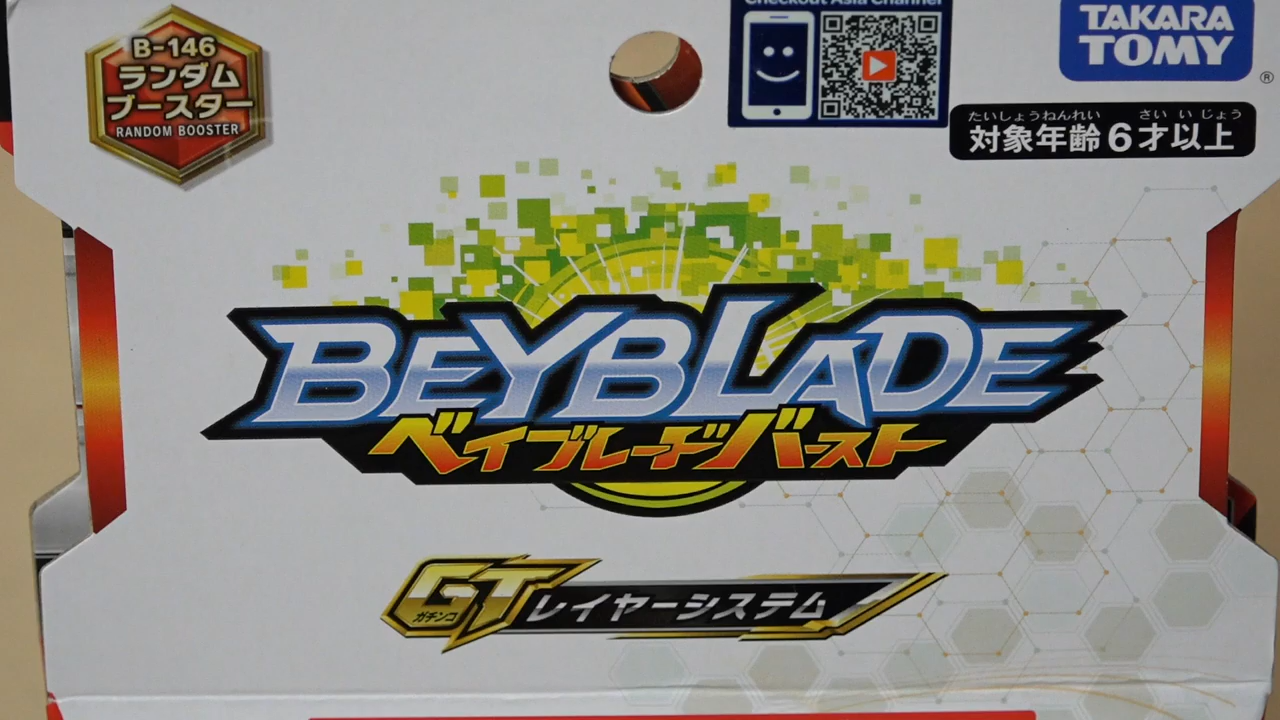 B-146
ランダム
ブースター
RANDOM BOOSTER
Checkout Asia Channel
TAKARA
TOMY
®
たいしょうねんれい さい い じょう
対象年齢6才以上
BEYBLADE
ベイブレードバースト
GT
ガチンコ
レイヤーシステム